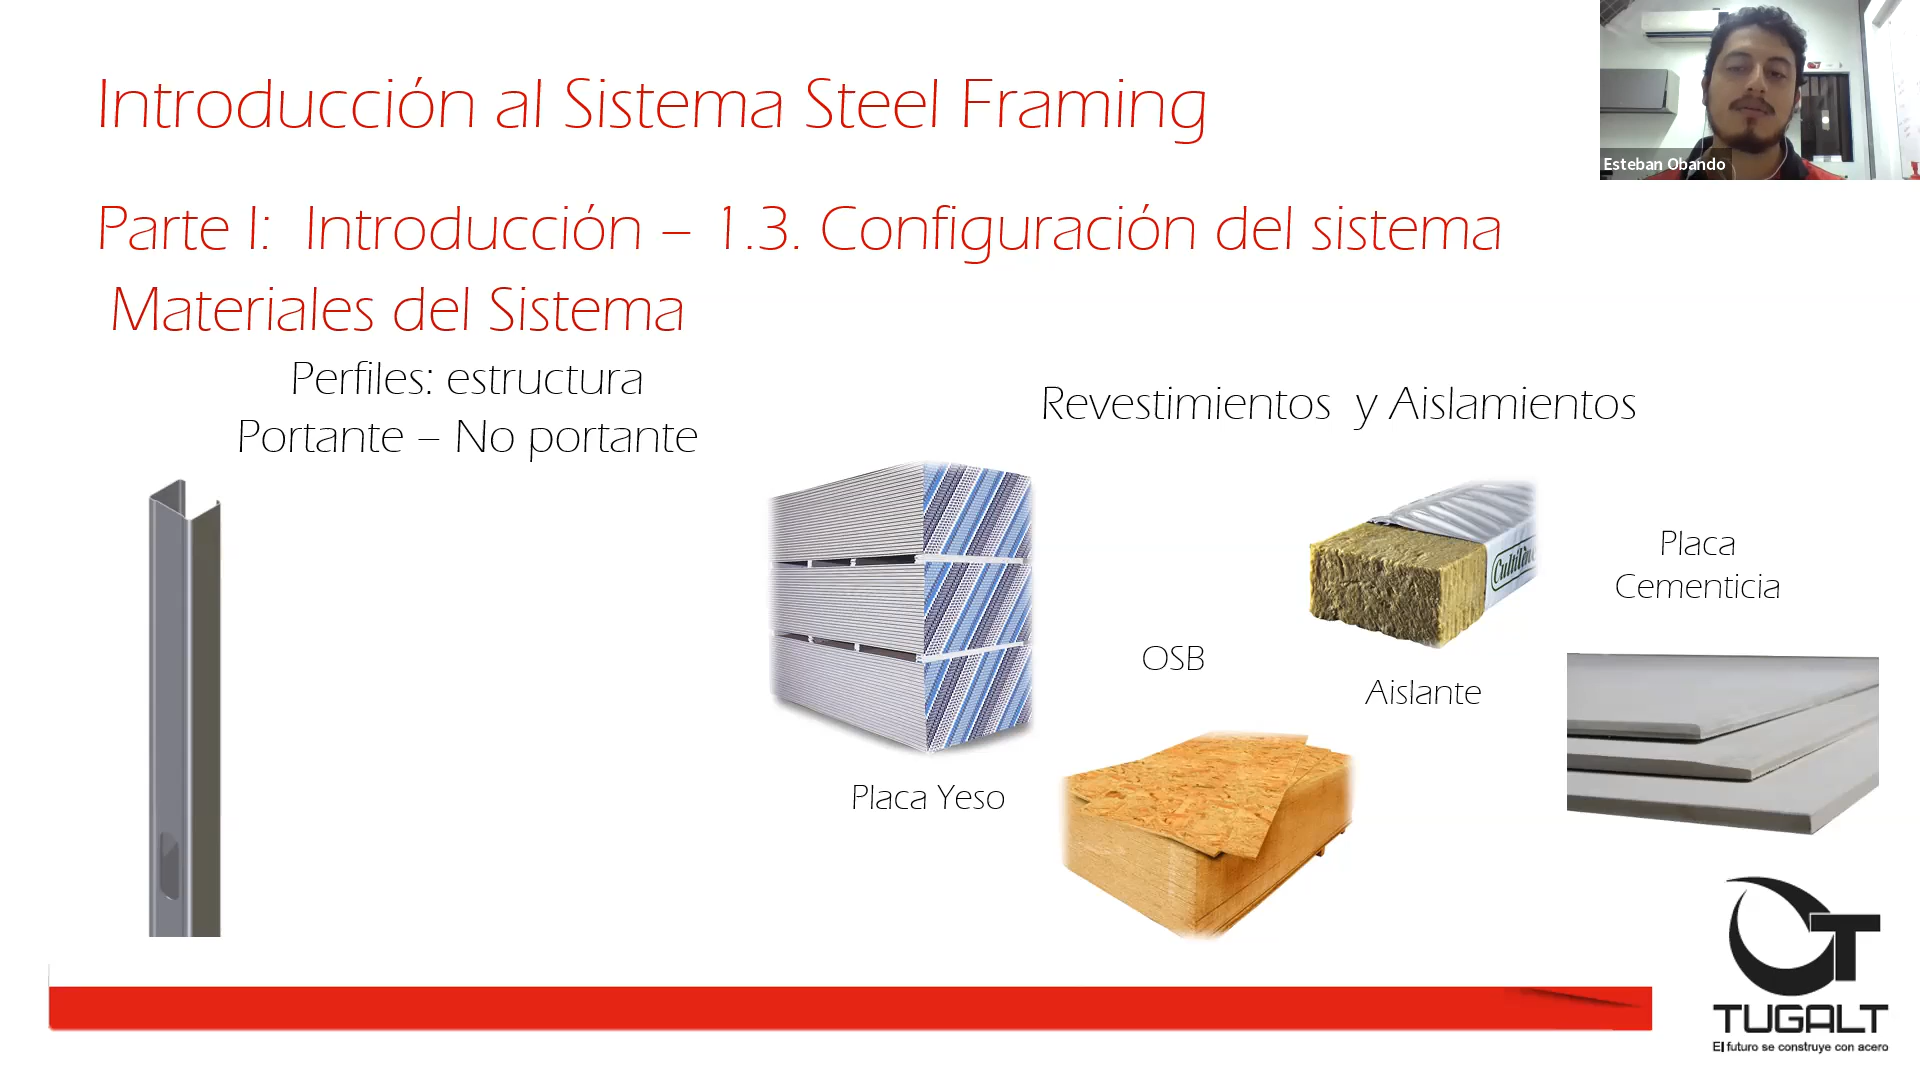 Introducción al Sistema Steel Framing
Esteban Obando
Parte I: Introducción – 1.3. Configuración del sistema
Materiales del Sistema
Perfiles: estructura
Portante – No portante
Revestimientos y Aislamientos
Placa
Cementicia
OSB
Aislante
Placa Yeso
TUGALT
El futuro se construye con acero